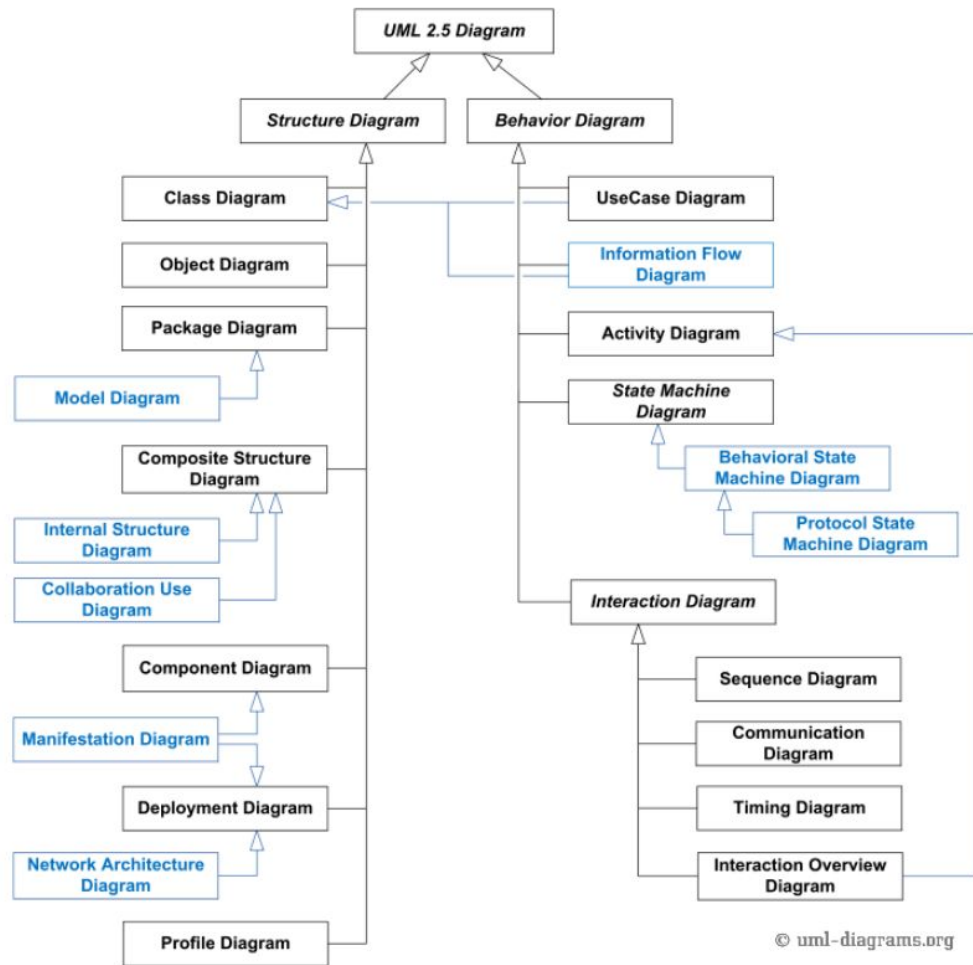 UML 2.5 Diagram
Structure Diagram
Behavior Diagram
Class Diagram
UseCase Diagram
Object Diagram
Information Flow
Diagram
Package Diagram
Activity Diagram
Model Diagram
State Machine
Diagram
Composite Structure
Diagram
Behavioral State
Machine Diagram
Internal Structure
Diagram
Protocol State
Machine Diagram
Collaboration Use
Diagram
Interaction Diagram
Component Diagram
Sequence Diagram
Manifestation Diagram
Communication
Diagram
Deployment Diagram
Timing Diagram
Network Architecture
Diagram
Interaction Overview
Diagram
Profile Diagram
© uml-diagrams.org